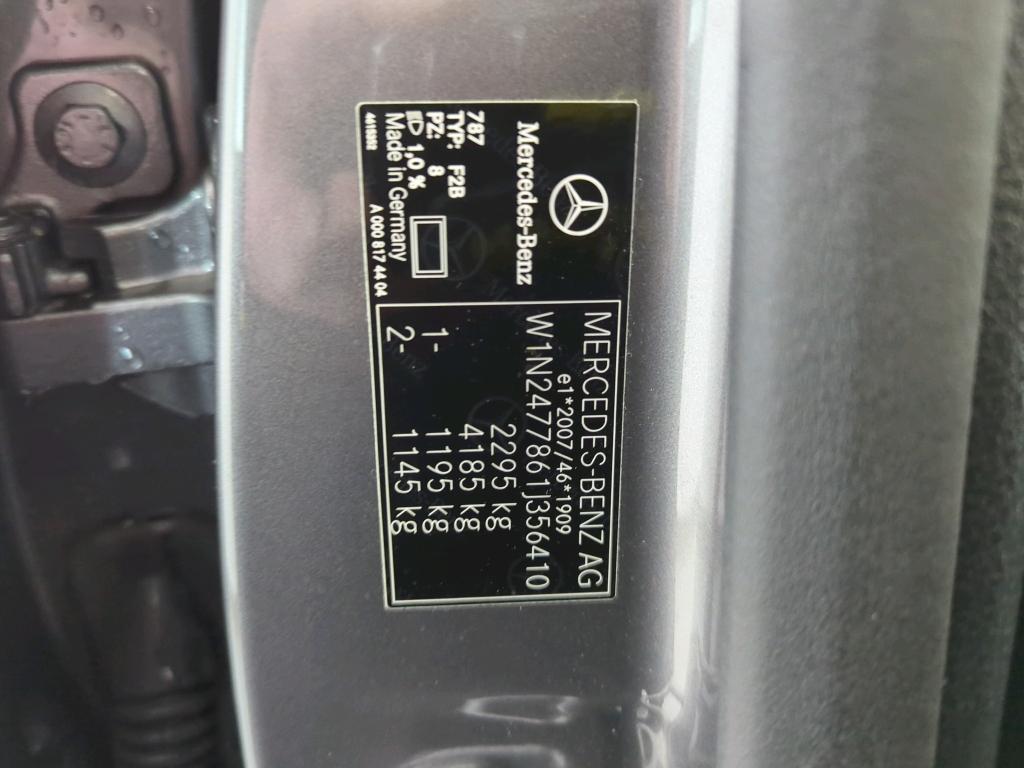 MERCEDES-BENZ AG
e1*2007/46*1909
W1N2477861J356410
2295 kg
4185 kg
1- 1195 kg
2- 1145 kg
Mercedes-Benz
787
TYP: F2B
PZ: 8
1,0 %
Made in Germany
A 000 817 44 04